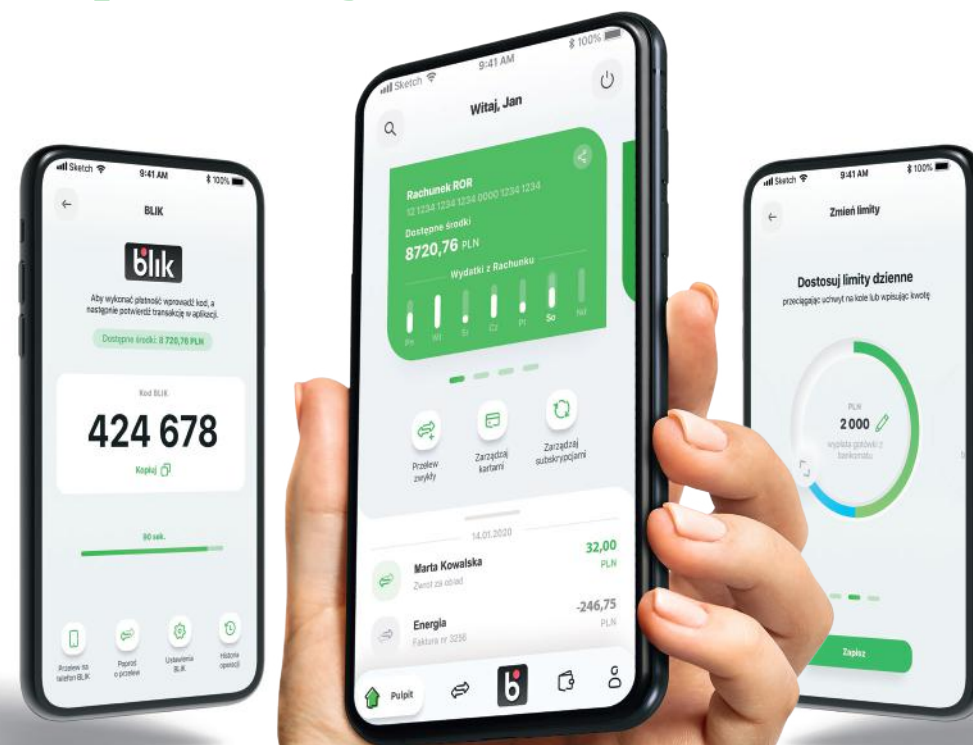 Sketch
9:41 AM
100%
BLIK
blik
Aby wykonać płatność wprowadź kod, a
następnie potwierdź transakcję w aplikacji.
Dostępne środki: 8 720,76 PLN
Kod BLIK
424 678
Kopiuj
90 sek.
Przelew na
telefon BLIK
Poproś
o przelew
Ustawienia
BLIK
Historia
operacji
Sketch
9:41 AM
100%
Witaj, Jan
Rachunek ROR
12 1234 1234 1234 0000 1234 1234
Dostępne środki
8720,76 PLN
Wydatki z Rachunku
Pn Wt Śr Cz Pt So Nd
Przelew
zwykły
Zarządzaj
kartami
Zarządzaj
subskrypcjami
14.01.2020
Marta Kowalska
32,00
Zwrot za obiad
PLN
Energia
-246,75
Faktura nr 3256
PLN
Pulpit
b
Sketch
9:41 AM
100%
Zmień limity
Dostosuj limity dzienne
przeciągając uchwyt na kole lub wpisując kwotę
PLN
2 000
wypłata gotówki z
bankomatu
Zapisz